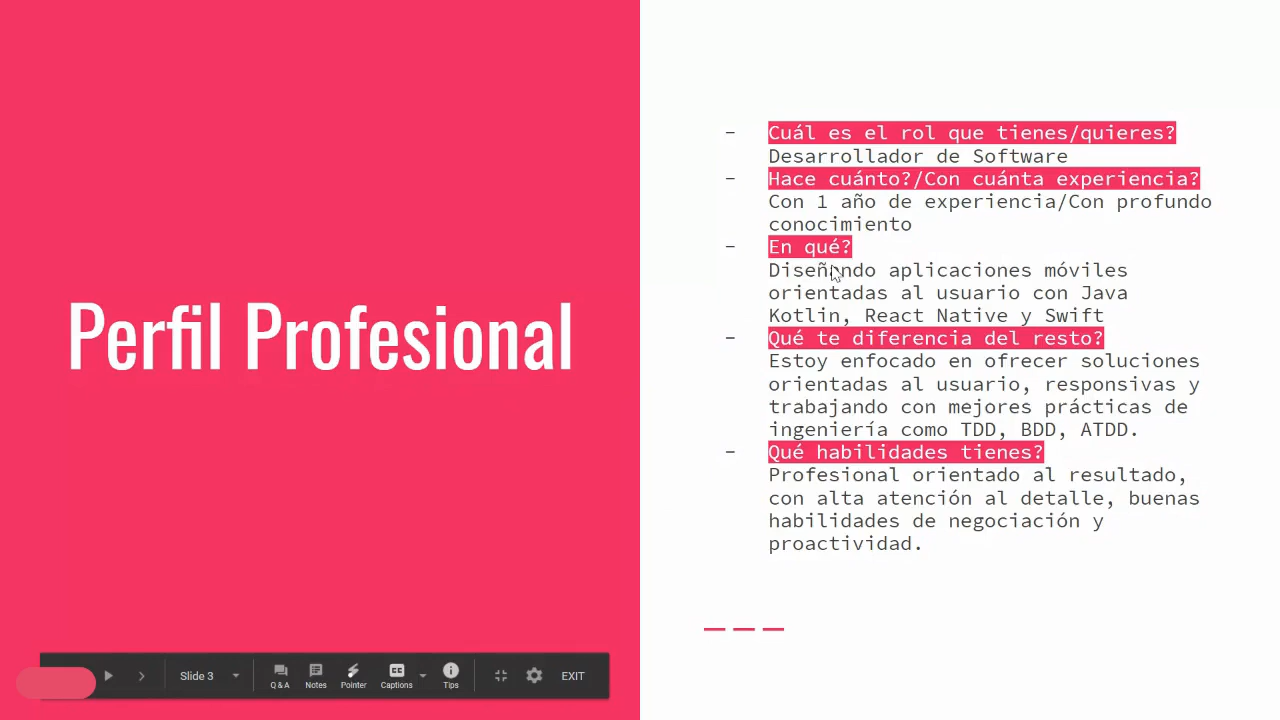 Perfil Profesional
- Cuál es el rol que tienes/quieres?
Desarrollador de Software
- Hace cuánto?/Con cuánta experiencia?
Con 1 año de experiencia/Con profundo
conocimiento
- En qué?
Diseñando aplicaciones móviles
orientadas al usuario con Java
Kotlin, React Native y Swift
- Qué te diferencia del resto?
Estoy enfocado en ofrecer soluciones
orientadas al usuario, responsivas y
trabajando con mejores prácticas de
ingeniería como TDD, BDD, ATDD.
- Qué habilidades tienes?
Profesional orientado al resultado,
con alta atención al detalle, buenas
habilidades de negociación y
proactividad.
Slide 3
Q & A
Notes
Pointer
Captions
Tips
EXIT